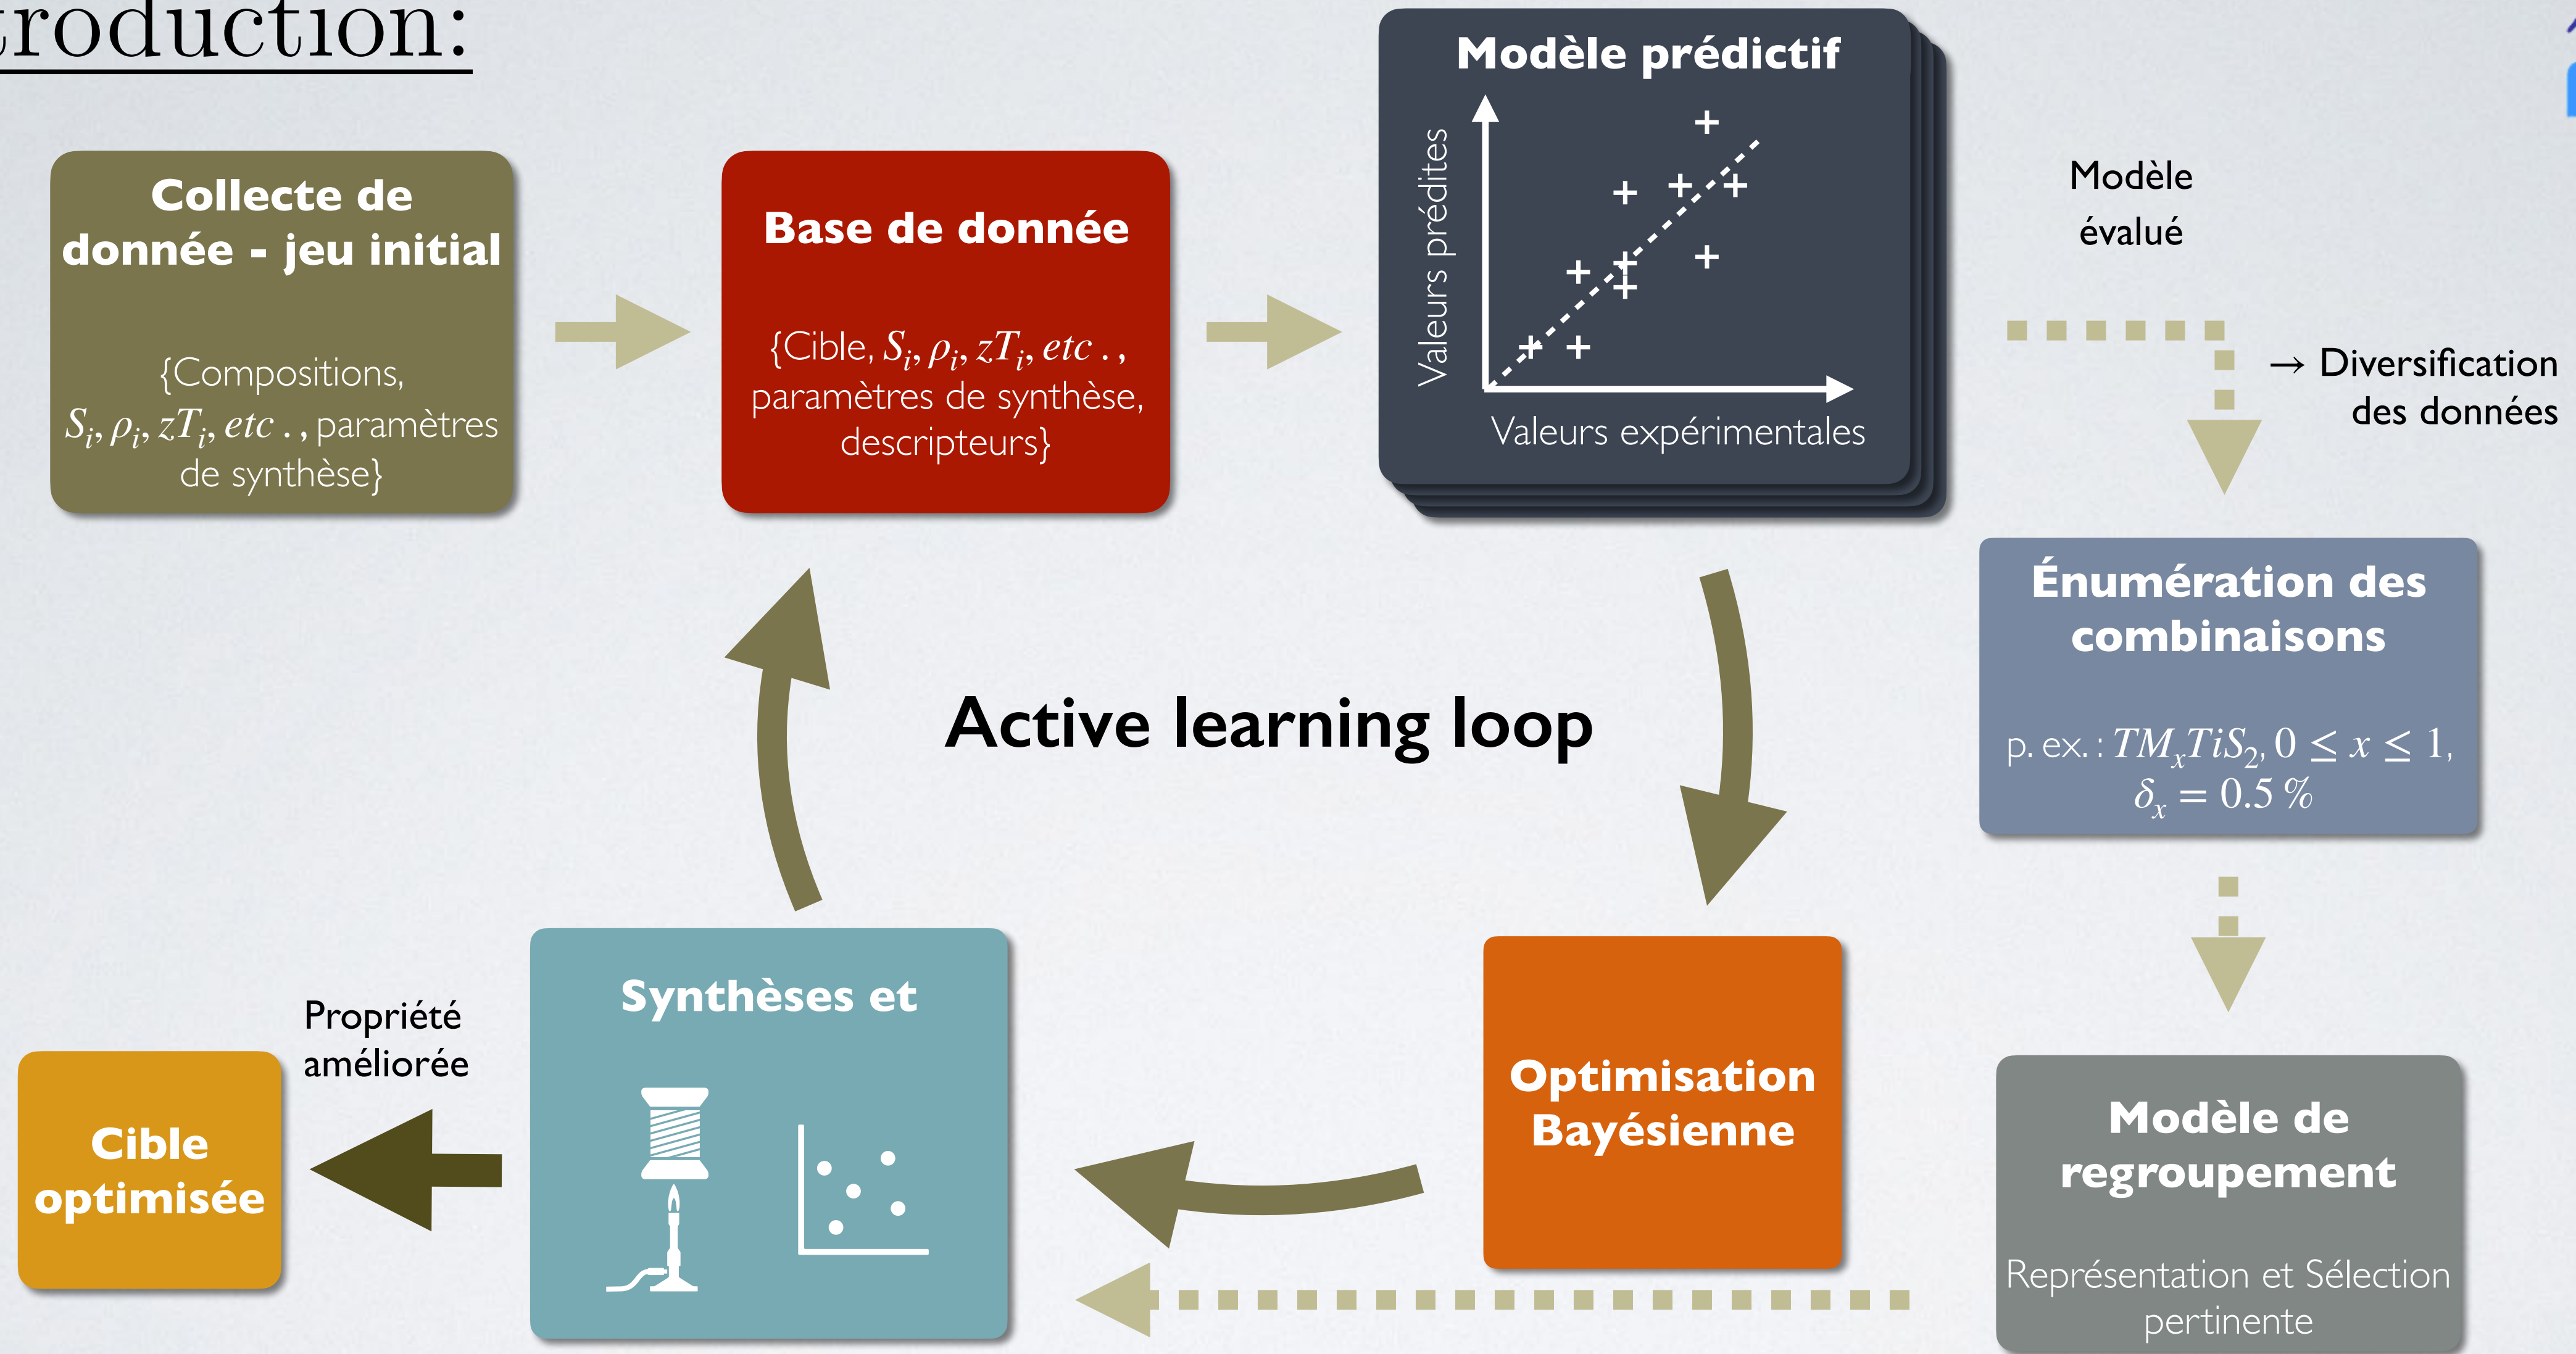 troduction:
Collecte de
donnée - jeu initial
{Compositions,
S_i, ρ_i, zT_i, etc . , paramètres
de synthèse}
Base de donnée
{Cible, S_i, ρ_i, zT_i, etc . ,
paramètres de synthèse,
descripteurs}
Modèle prédictif
Valeurs prédites
Valeurs expérimentales
Modèle
évalué
→ Diversification
des données
Énumération des
combinaisons
p. ex. : TM_xTiS_2, 0 ≤ x ≤ 1,
δ_x = 0.5 %
Active learning loop
Modèle de
regroupement
Représentation et Sélection
pertinente
Optimisation
Bayésienne
Synthèses et
Propriété
améliorée
Cible
optimisée